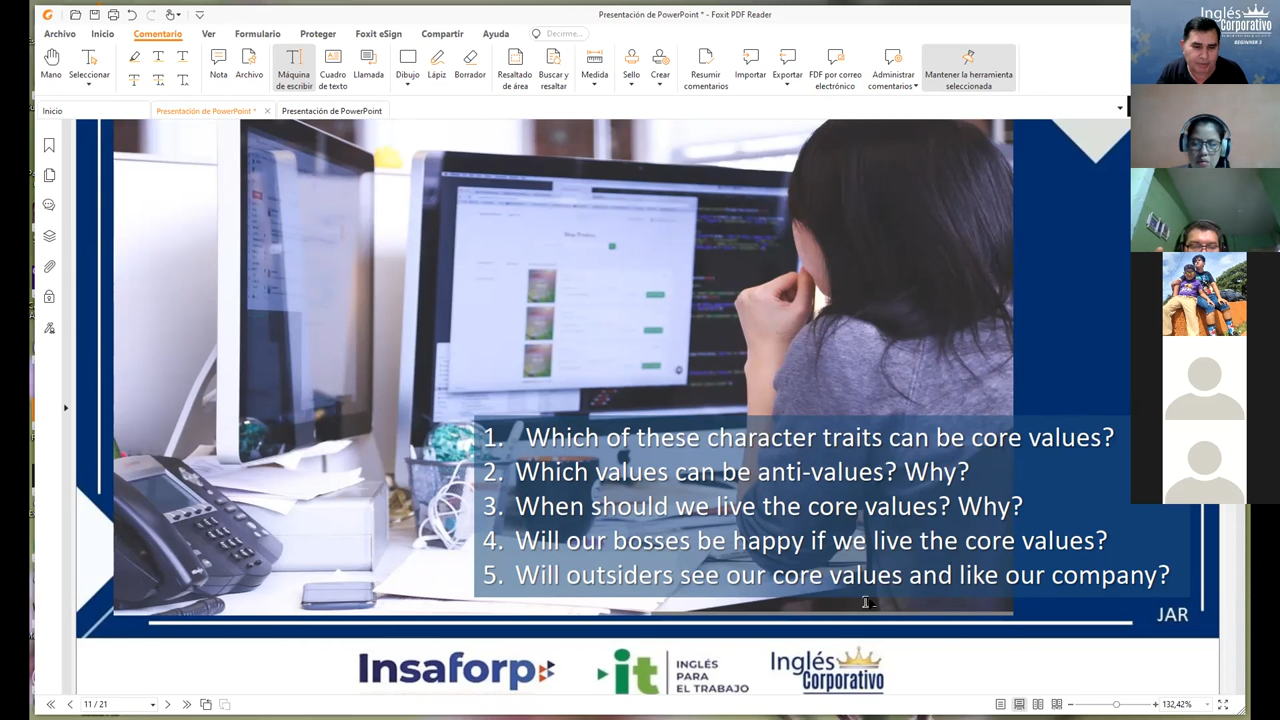 Presentación de PowerPoint * - Foxit PDF Reader
Archivo Inicio Comentario Ver Formulario Proteger Foxit eSign Compartir Ayuda Decirme...
Mano Seleccionar Nota Archivo Máquina de escribir Cuadro de texto Llamada Dibujo Lápiz Borrador Resaltado de área Buscar y resaltar Medida Sello Crear Resumir comentarios Importar Exportar PDF por correo electrónico Administrar comentarios Mantener la herramienta seleccionada
Inicio Presentación de PowerPoint * Presentación de PowerPoint
Inglés
Corporativo
BEGINNER 2
1. Which of these character traits can be core values?
2. Which values can be anti-values? Why?
3. When should we live the core values? Why?
4. Will our bosses be happy if we live the core values?
5. Will outsiders see our core values and like our company?
JAR
Insaforp
it
INGLÉS
PARA
EL TRABAJO
Inglés
Corporativo
11 / 21
132,42%